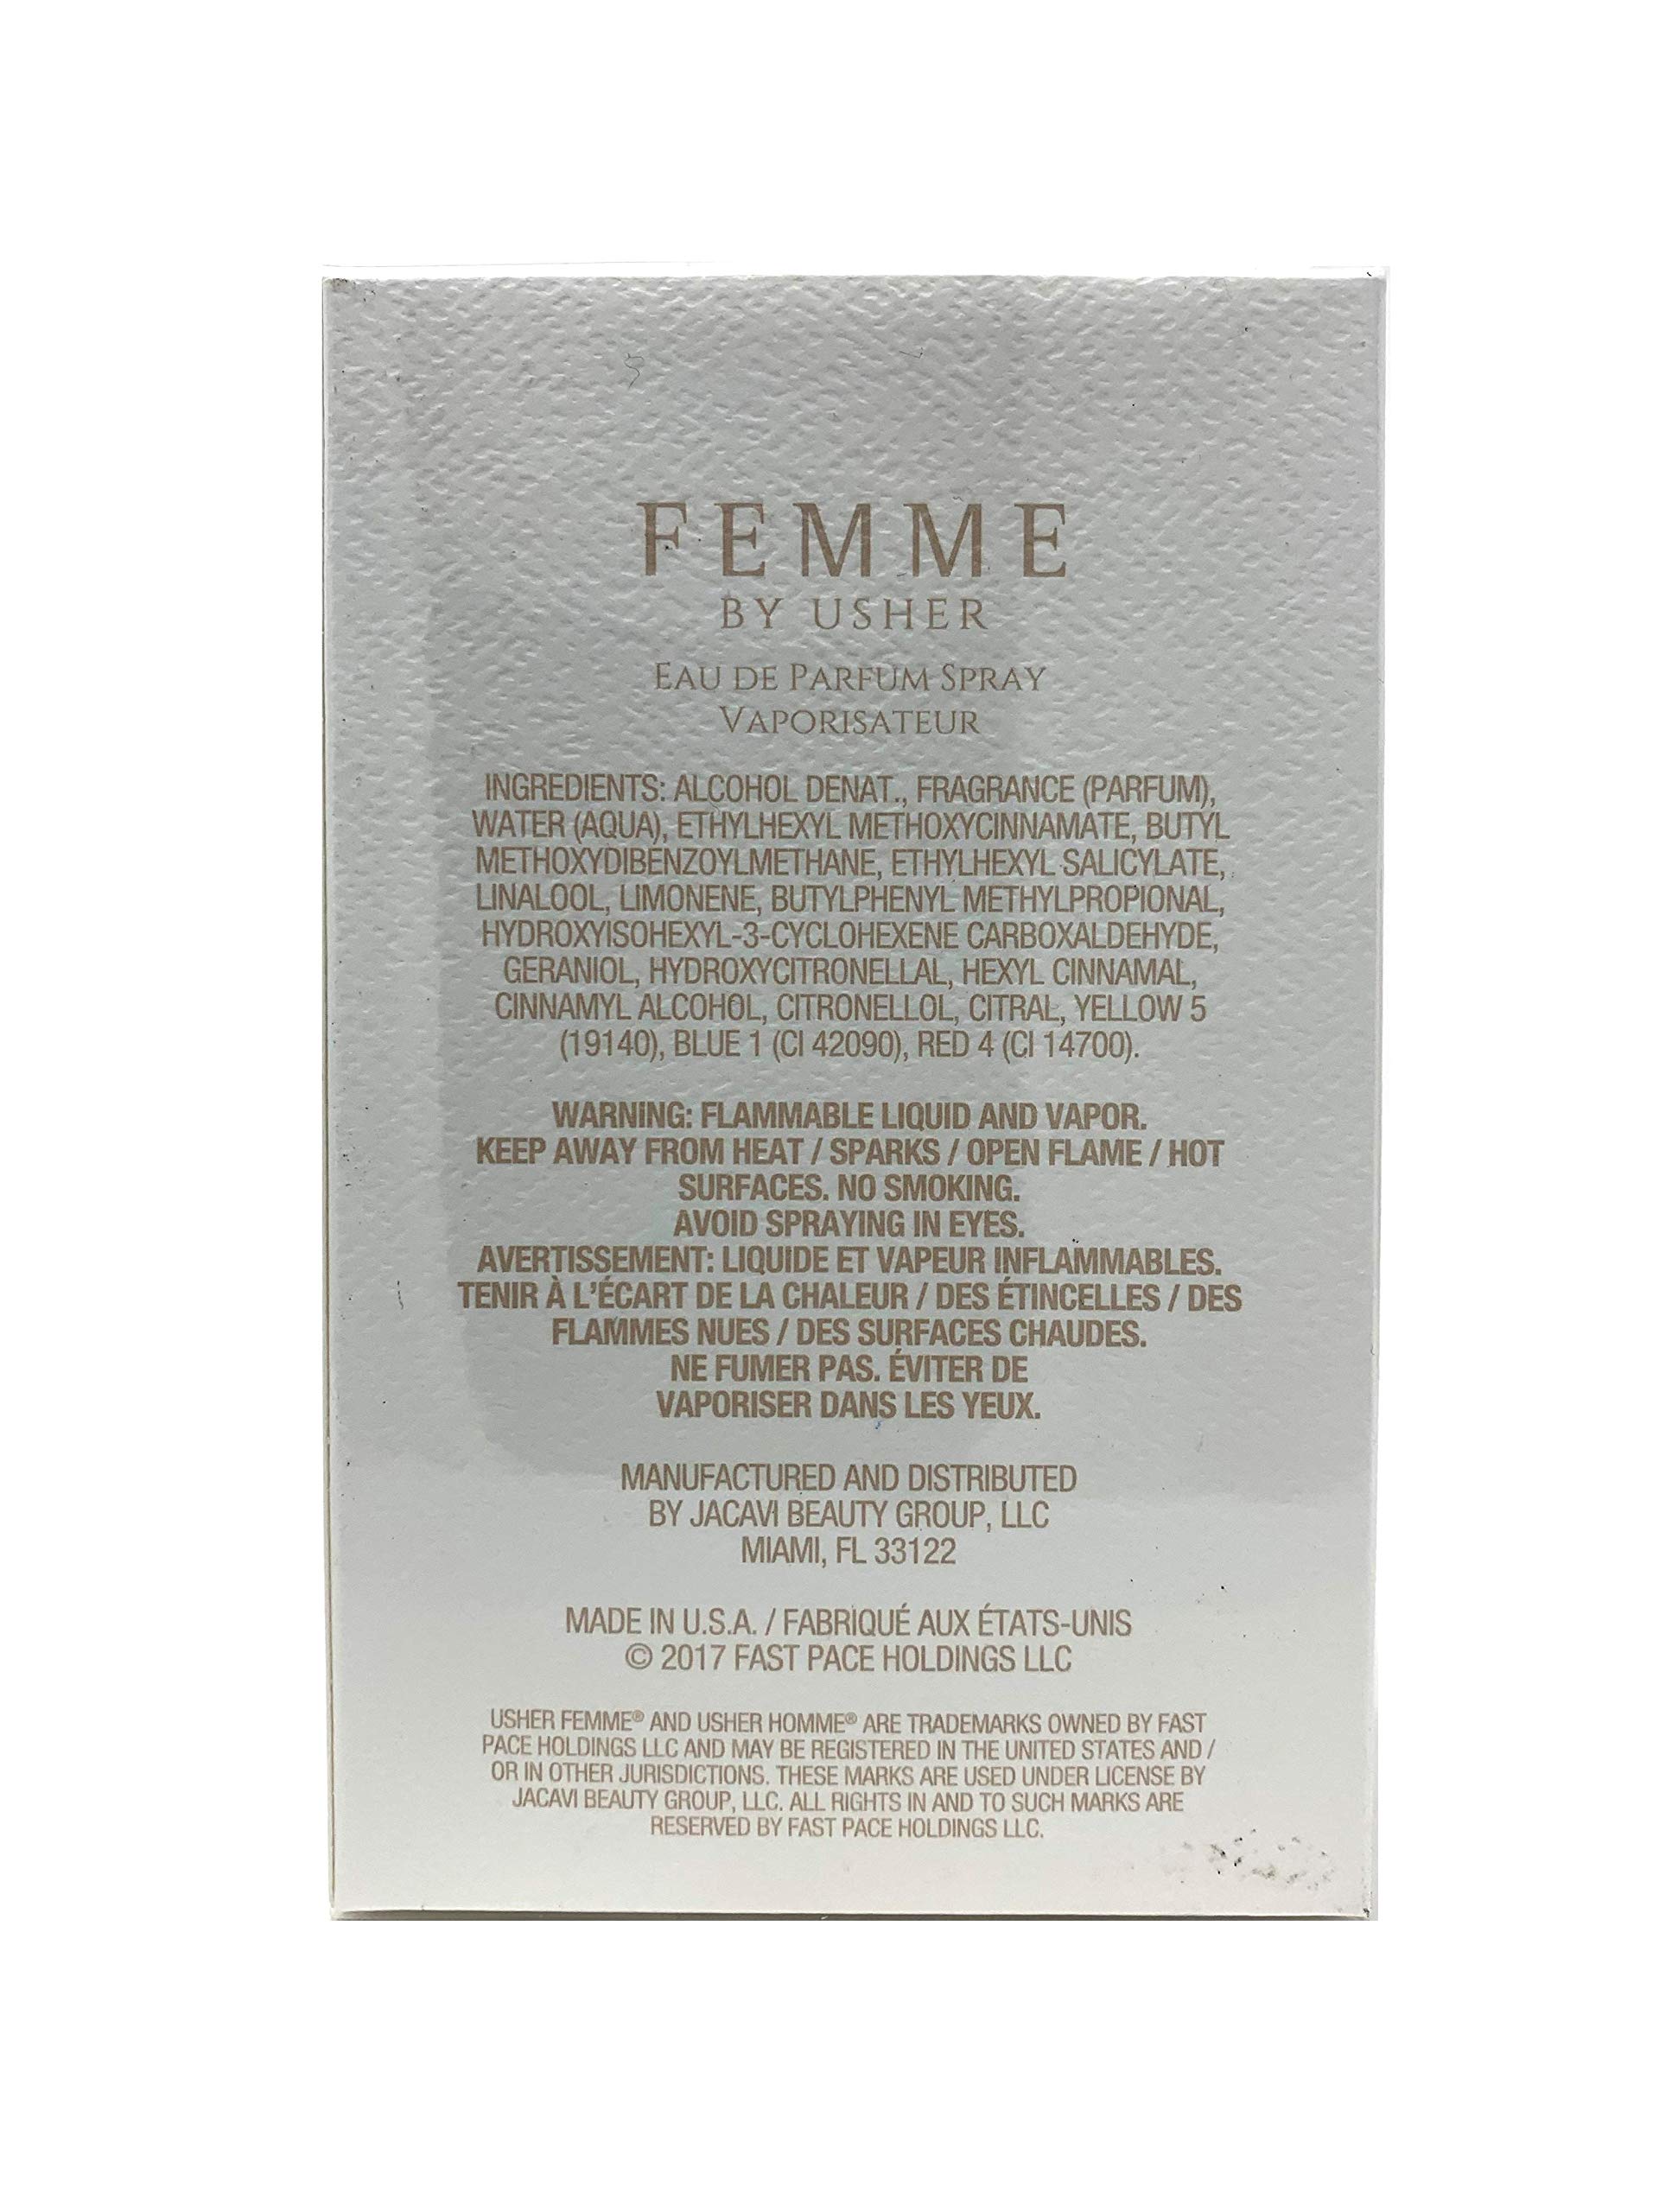 FEMME
BY USHER
EAU DE PARFUM SPRAY
VAPORISATEUR
INGREDIENTS: ALCOHOL DENAT., FRAGRANCE (PARFUM),
WATER (AQUA), ETHYLHEXYL METHOXYCINNAMATE, BUTYL
METHOXYDIBENZOYLMETHANE, ETHYLHEXYL SALICYLATE,
LINALOOL, LIMONENE, BUTYLPHENYL METHYLPROPIONAL,
HYDROXYISOHEXYL-3-CYCLOHEXENE CARBOXALDEHYDE,
GERANIOL, HYDROXYCITRONELLAL, HEXYL CINNAMAL,
CINNAMYL ALCOHOL, CITRONELLOL, CITRAL, YELLOW 5
(19140), BLUE 1 (CI 42090), RED 4 (CI 14700).
WARNING: FLAMMABLE LIQUID AND VAPOR.
KEEP AWAY FROM HEAT / SPARKS / OPEN FLAME / HOT
SURFACES. NO SMOKING.
AVOID SPRAYING IN EYES.
AVERTISSEMENT: LIQUIDE ET VAPEUR INFLAMMABLES.
TENIR À L'ÉCART DE LA CHALEUR / DES ÉTINCELLES / DES
FLAMMES NUES / DES SURFACES CHAUDES.
NE FUMER PAS. ÉVITER DE
VAPORISER DANS LES YEUX.
MANUFACTURED AND DISTRIBUTED
BY JACAVI BEAUTY GROUP, LLC
MIAMI, FL 33122
MADE IN U.S.A. / FABRIQUÉ AUX ÉTATS-UNIS
© 2017 FAST PACE HOLDINGS LLC
USHER FEMME® AND USHER HOMME® ARE TRADEMARKS OWNED BY FAST
PACE HOLDINGS LLC AND MAY BE REGISTERED IN THE UNITED STATES AND /
OR IN OTHER JURISDICTIONS. THESE MARKS ARE USED UNDER LICENSE BY
JACAVI BEAUTY GROUP, LLC. ALL RIGHTS IN AND TO SUCH MARKS ARE
RESERVED BY FAST PACE HOLDINGS LLC.